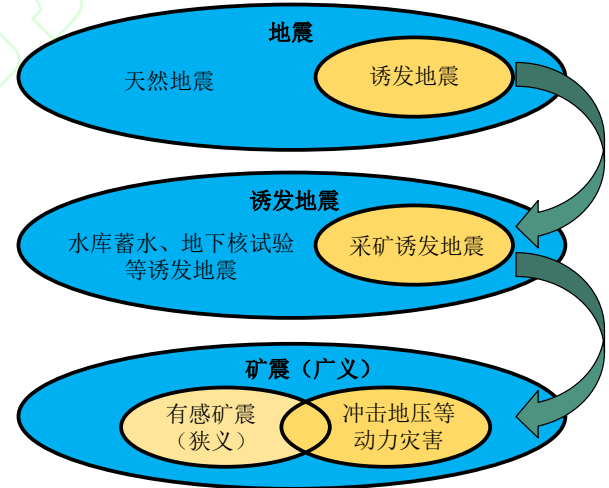 地震
天然地震
诱发地震
诱发地震
水库蓄水、地下核试验
等诱发地震
采矿诱发地震
矿震（广义）
有感矿震
（狭义）
冲击地压等
动力灾害